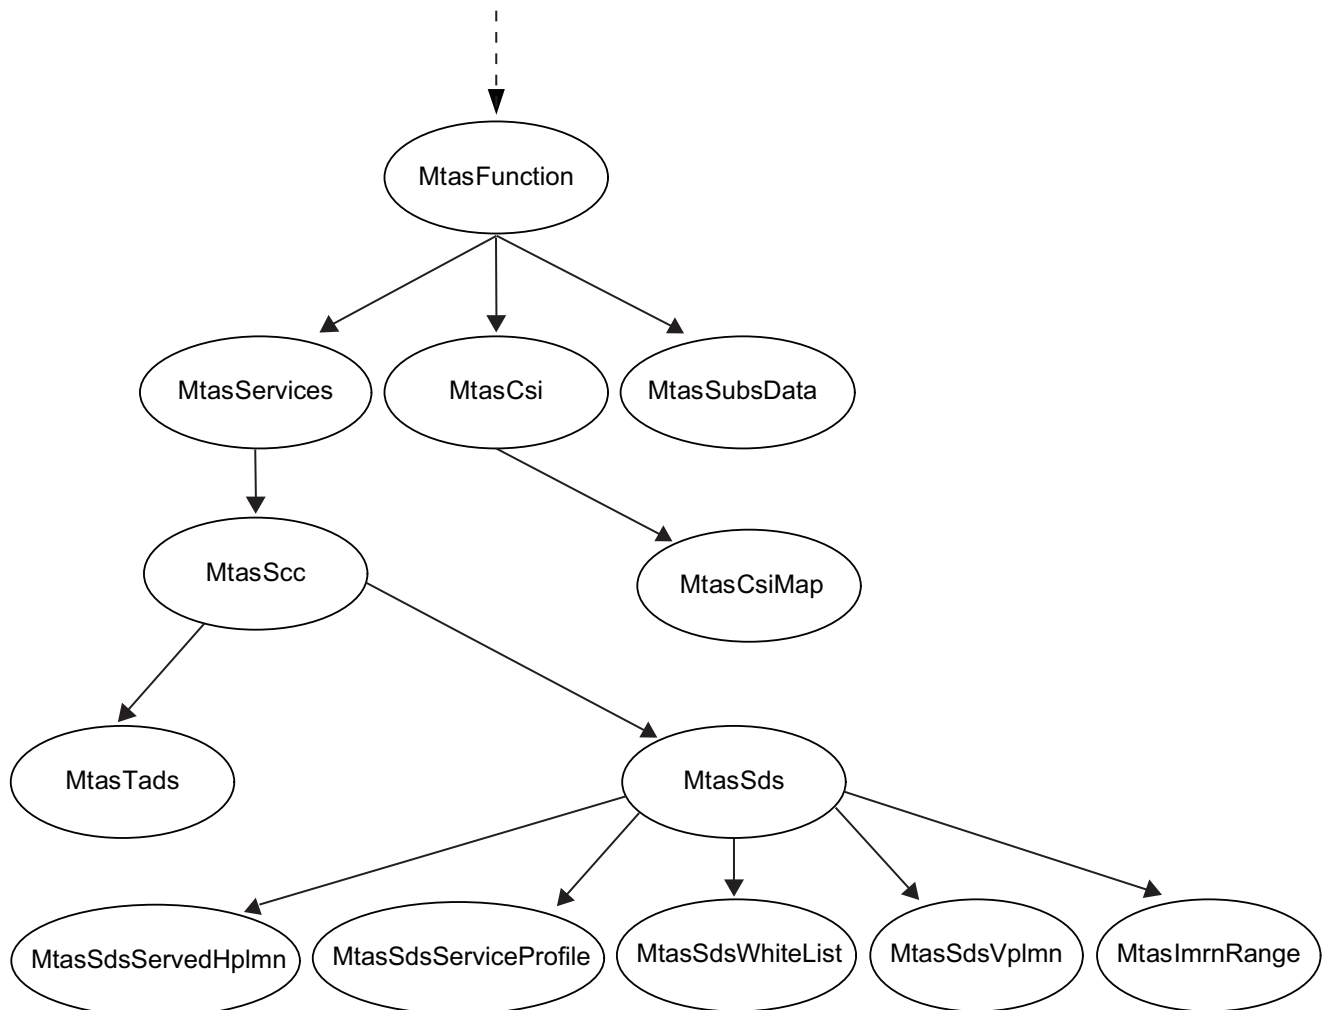 MtasFunction
MtasServices
MtasCsi
MtasSubsData
MtasScc
MtasCsiMap
MtasTads
MtasSds
MtasSdsServedHplmn
MtasSdsServiceProfile
MtasSdsWhiteList
MtasSdsVplmn
MtasImrnRange